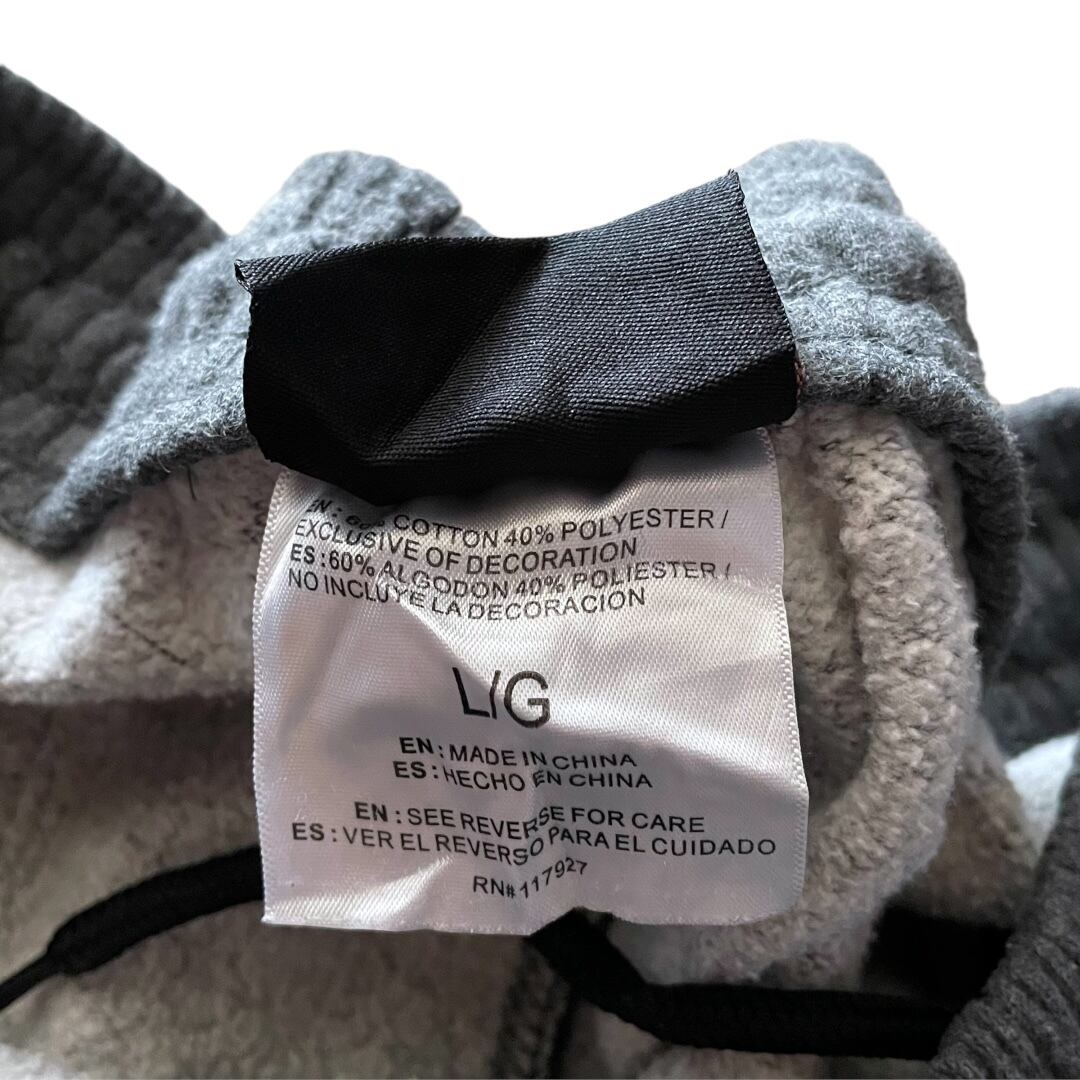 EN: 60% COTTON 40% POLYESTER /
EXCLUSIVE OF DECORATION
ES:60% ALGODON 40% POLIESTER /
NO INCLUYE LA DECORACION
L/G
EN: MADE IN CHINA
ES: HECHO EN CHINA
EN: SEE REVERSE FOR CARE
ES: VER EL REVERSO PARA EL CUIDADO
RN# 117927